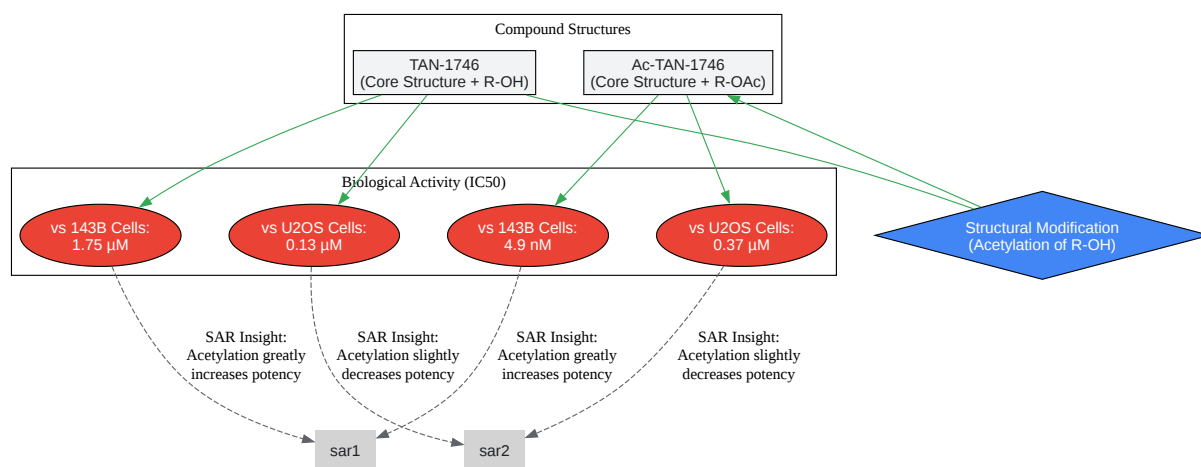 Compound Structures
TAN-1746
(Core Structure + R-OH)
Ac-TAN-1746
(Core Structure + R-OAc)
Biological Activity (IC50)
vs 143B Cells:
1.75 µM
vs U2OS Cells:
0.13 µM
vs 143B Cells:
4.9 nM
vs U2OS Cells:
0.37 µM
Structural Modification
(Acetylation of R-OH)
SAR Insight:
Acetylation greatly
increases potency
SAR Insight:
Acetylation slightly
decreases potency
SAR Insight:
Acetylation greatly
increases potency
SAR Insight:
Acetylation slightly
decreases potency
sar1
sar2